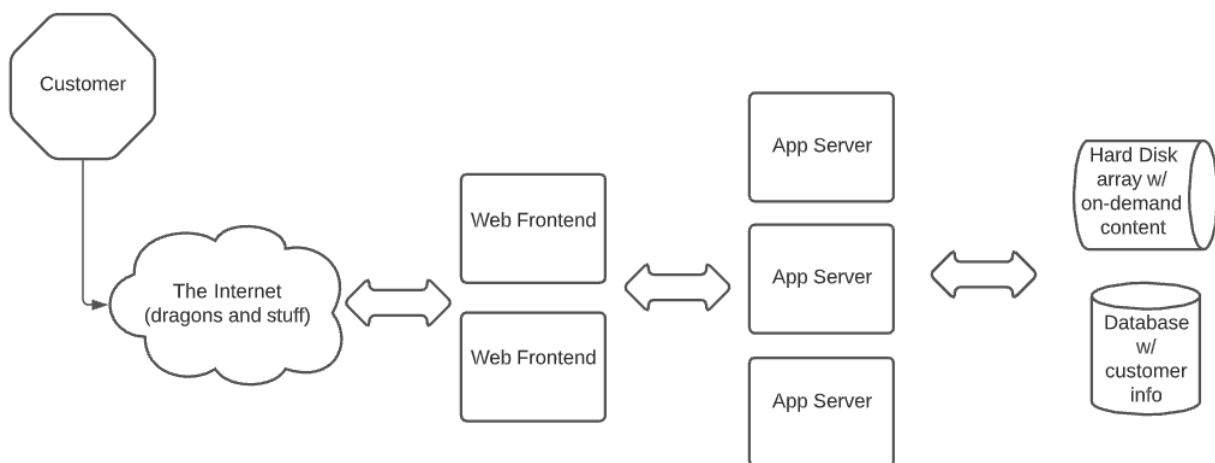 Customer
The Internet
(dragons and stuff)
Web Frontend
Web Frontend
App Server
App Server
App Server
Hard Disk
array w/
on-demand
content
Database
w/
customer
info